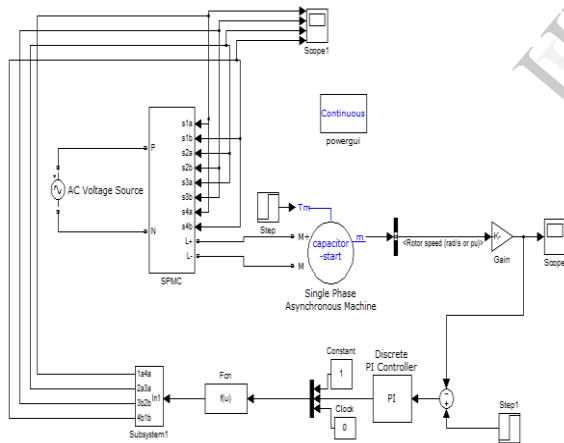 Scope1
Continuous
powergui
s1a
s1b
s2a
s2b
s3a
s3b
s4a
s4b
L+
L-
P
N
AC Voltage Source
SPMC
Step
Tm
M+
M
m
capacitor
-start
Single Phase
Asynchronous Machine
<Rotor speed (rad/s or pu)>
K-
Gain
Scope
1a4a
2a3a
3b2b
4b1b
In1
Subsystem1
Fcn
f(u)
Constant
1
Clock
0
Discrete
PI Controller
PI
Step1